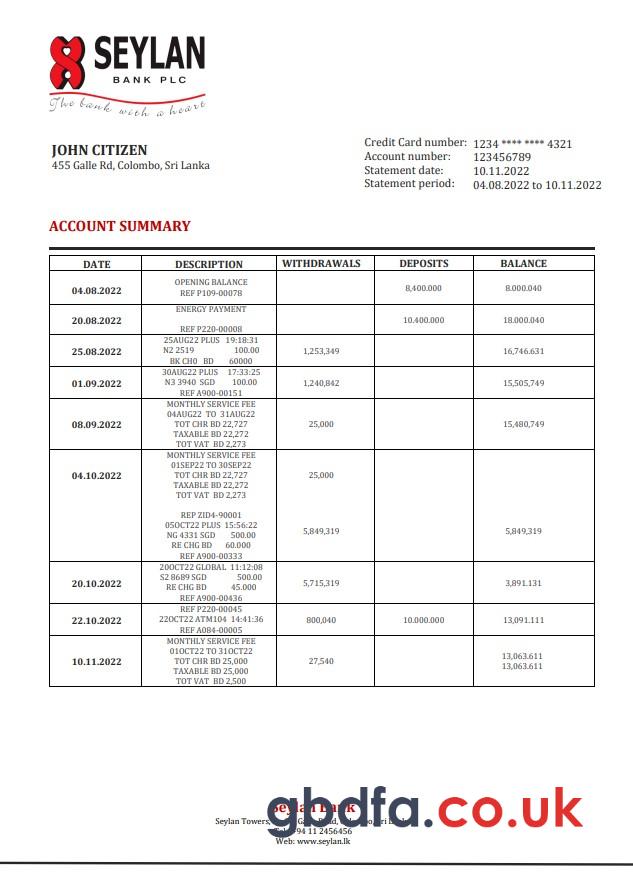 SEYLAN
BANK PLC
The bank with a heart
JOHN CITIZEN
455 Galle Rd, Colombo, Sri Lanka
Credit Card number: 1234 **** **** 4321
Account number: 123456789
Statement date: 10.11.2022
Statement period: 04.08.2022 to 10.11.2022
ACCOUNT SUMMARY
DATE DESCRIPTION WITHDRAWALS DEPOSITS BALANCE
04.08.2022 OPENING BALANCE 8,400.000 8.000.040
REF P109-00078
20.08.2022 ENERGY PAYMENT 10.400.000 18.000.040
REF P220-00008
25.08.2022 25AUG22 PLUS 19:18:31 1,253,349 16,746.631
N2 2519 100.00
BK CH0 BD 60000
01.09.2022 30AUG22 PLUS 17:33:25 1,240,842 15,505,749
N3 3940 SGD 100.00
REF A900-00151
08.09.2022 MONTHLY SERVICE FEE 25,000 15,480,749
04AUG22 TO 31AUG22
TOT CHR BD 22,727
TAXABLE BD 22,272
TOT VAT BD 2,273
04.10.2022 MONTHLY SERVICE FEE 25,000
01SEP22 TO 30SEP22
TOT CHR BD 22,727
TAXABLE BD 22,272
TOT VAT BD 2,273
REP ZID4-90001
05OCT22 PLUS 15:56:22
NG 4331 SGD 500.00 5,849,319 5,849,319
RE CHG BD 60.000
REF A900-00333
20.10.2022 20OCT22 GLOBAL 11:12:08 5,715,319 3,891.131
S2 8689 SGD 500.00
RE CHG BD 45.000
REF A900-00436
22.10.2022 REF P220-00045 800,040 10.000.000 13,091.111
22OCT22 ATM104 14:41:36
REF A084-00005
10.11.2022 MONTHLY SERVICE FEE 27,540 13,063.611
01OCT22 TO 31OCT22 13,063.611
TOT CHR BD 25,000
TAXABLE BD 25,000
TOT VAT BD 2,500
Seylan Bank
gbdfa.co.uk
Seylan Towers,
+94 11 2456456
Web: www.seylan.lk